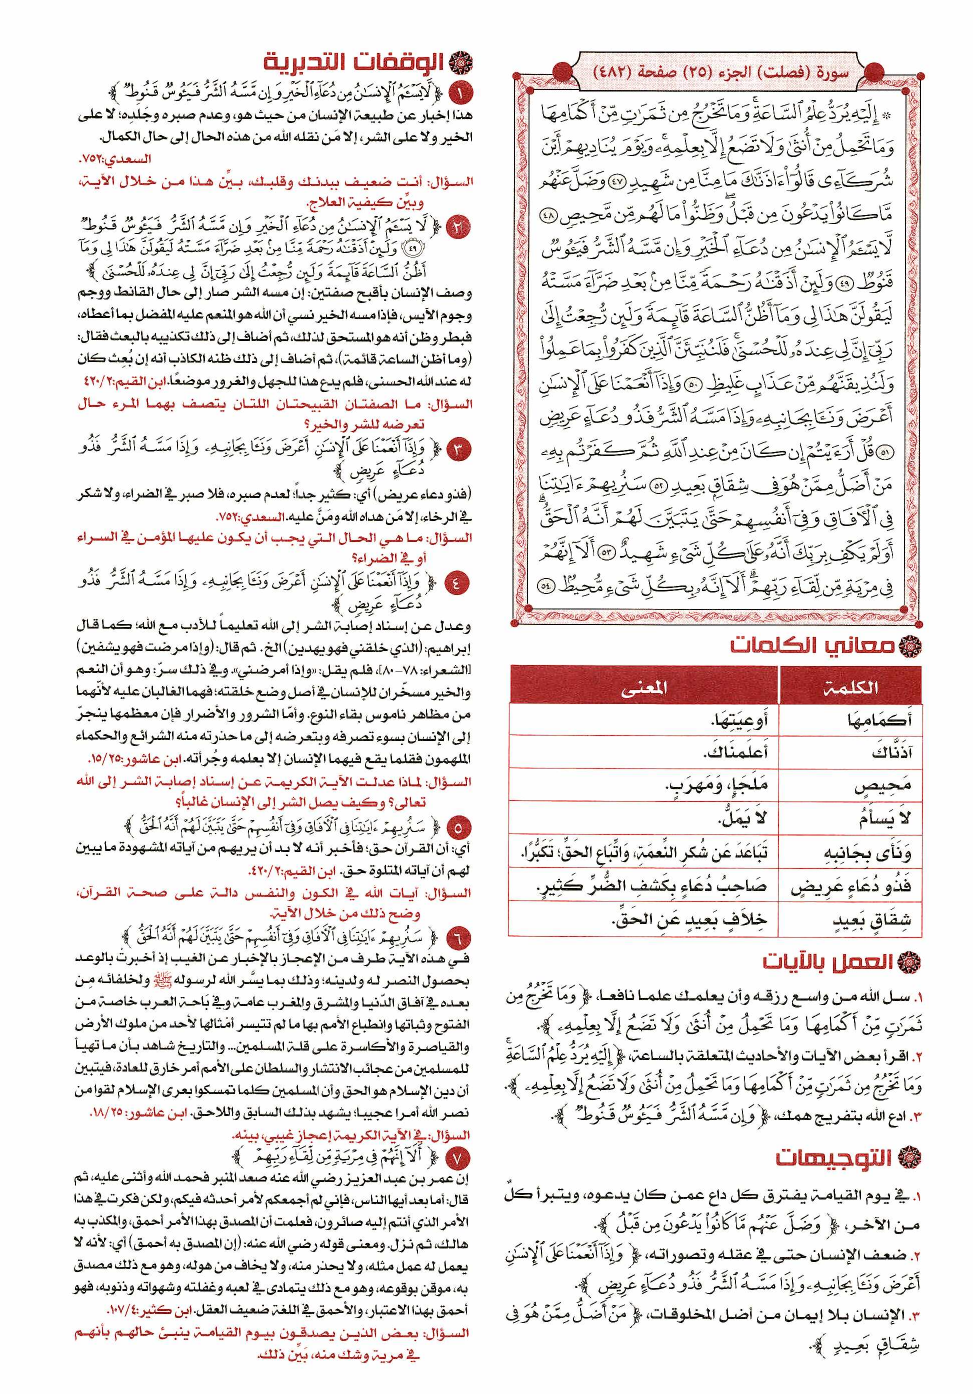 سورة (فصلت) الجزء (٢٥) صفحة (٤٨٢)
۞ إِلَيْهِ يُرَدُّ عِلْمُ ٱلسَّاعَةِ ۚ وَمَا تَخْرُجُ مِن ثَمَرَٰتٍ مِّنْ أَكْمَامِهَا
وَمَا تَحْمِلُ مِنْ أُنثَىٰ وَلَا تَضَعُ إِلَّا بِعِلْمِهِۦ ۚ وَيَوْمَ يُنَادِيهِمْ أَيْنَ
شُرَكَآءِى قَالُوٓا۟ ءَاذَنَّـٰكَ مَا مِنَّا مِن شَهِيدٍ ٤٧ وَضَلَّ عَنْهُم
مَّا كَانُوا۟ يَدْعُونَ مِن قَبْلُ ۖ وَظَنُّوا۟ مَا لَهُم مِّن مَّحِيصٍ ٤٨
لَّا يَسْـَٔمُ ٱلْإِنسَـٰنُ مِن دُعَآءِ ٱلْخَيْرِ وَإِن مَّسَّهُ ٱلشَّرُّ فَيَـُٔوسٌ
قَنُوطٌ ٤٩ وَلَئِنْ أَذَقْنَـٰهُ رَحْمَةً مِّنَّا مِنۢ بَعْدِ ضَرَّآءَ مَسَّتْهُ
لَيَقُولَنَّ هَـٰذَا لِى وَمَآ أَظُنُّ ٱلسَّاعَةَ قَآئِمَةً وَلَئِن رُّجِعْتُ إِلَىٰ
رَبِّىٓ إِنَّ لِى عِندَهُۥ لَلْحُسْنَىٰ ۚ فَلَنُنَبِّئَنَّ ٱلَّذِينَ كَفَرُوا۟ بِمَا عَمِلُوا۟
وَلَنُذِيقَنَّهُم مِّنْ عَذَابٍ غَلِيظٍ ٥٠ وَإِذَآ أَنْعَمْنَا عَلَى ٱلْإِنسَـٰنِ
أَعْرَضَ وَنَـَٔا بِجَانِبِهِۦ وَإِذَا مَسَّهُ ٱلشَّرُّ فَذُو دُعَآءٍ عَرِيضٍ
٥١ قُلْ أَرَءَيْتُمْ إِن كَانَ مِنْ عِندِ ٱللَّهِ ثُمَّ كَفَرْتُم بِهِۦ
مَنْ أَضَلُّ مِمَّنْ هُوَ فِى شِقَاقٍۭ بَعِيدٍ ٥٢ سَنُرِيهِمْ ءَايَـٰتِنَا
فِى ٱلْـَٔافَاقِ وَفِىٓ أَنفُسِهِمْ حَتَّىٰ يَتَبَيَّنَ لَهُمْ أَنَّهُ ٱلْحَقُّ ۗ
أَوَلَمْ يَكْفِ بِرَبِّكَ أَنَّهُۥ عَلَىٰ كُلِّ شَىْءٍ شَهِيدٌ ٥٣ أَلَآ إِنَّهُمْ
فِى مِرْيَةٍ مِّن لِّقَآءِ رَبِّهِمْ ۗ أَلَآ إِنَّهُۥ بِكُلِّ شَىْءٍ مُّحِيطٌۢ ٥٤
معاني الكلمات
الكلمة المعنى
أَكمَامِهَا أَوعِيَتِهَا.
آذَنَّاكَ أَعلَمنَاكَ.
مَحِيصٍ مَلجَإٍ، وَمَهرَبٍ.
لاَ يَسأَمُ لاَ يَمَلُّ.
وَنَأَى بِجَانِبِهِ تَبَاعَدَ عَن شُكرِ النِّعمَةِ، وَاتِّبَاعِ الحَقِّ؛ تَكَبُّرًا.
فَذُو دُعَاءٍ عَرِيضٍ صَاحِبُ دُعَاءٍ بِكَشفِ الضُّرِّ كَثِيرٍ.
شِقَاقٍ بَعِيدٍ خِلاَفٍ بَعِيدٍ عَنِ الحَقِّ.
العمل بالآيات
١. سل الله من واسع رزقه وأن يعلمك علما نافعا، ﴿ وَمَا تَخْرُجُ مِن
ثَمَرَٰتٍ مِّنْ أَكْمَامِهَا وَمَا تَحْمِلُ مِنْ أُنثَىٰ وَلَا تَضَعُ إِلَّا بِعِلْمِهِۦ ﴾.
٢. اقرأ بعض الآيات والأحاديث المتعلقة بالساعة، ﴿ إِلَيْهِ يُرَدُّ عِلْمُ ٱلسَّاعَةِ ۚ
وَمَا تَخْرُجُ مِن ثَمَرَٰتٍ مِّنْ أَكْمَامِهَا وَمَا تَحْمِلُ مِنْ أُنثَىٰ وَلَا تَضَعُ إِلَّا بِعِلْمِهِۦ ﴾.
٣. ادع الله بتفريج همك، ﴿ وَإِن مَّسَّهُ ٱلشَّرُّ فَيَـُٔوسٌ قَنُوطٌ ﴾.
التوجيهات
١. في يوم القيامة يفترق كل داع عمن كان يدعوه، ويتبرأ كلٌ
من الآخر، ﴿ وَضَلَّ عَنْهُم مَّا كَانُوا۟ يَدْعُونَ مِن قَبْلُ ﴾.
٢. ضعف الإنسان حتى في عقله وتصوراته، ﴿ وَإِذَآ أَنْعَمْنَا عَلَى ٱلْإِنسَـٰنِ
أَعْرَضَ وَنَـَٔا بِجَانِبِهِۦ وَإِذَا مَسَّهُ ٱلشَّرُّ فَذُو دُعَآءٍ عَرِيضٍ ﴾.
٣. الإنسان بلا إيمان من أضل المخلوقات، ﴿ مَنْ أَضَلُّ مِمَّنْ هُوَ فِى
شِقَاقٍۭ بَعِيدٍ ﴾.
الوقفات التدبرية
١ ﴿ لَّا يَسْـَٔمُ ٱلْإِنسَـٰنُ مِن دُعَآءِ ٱلْخَيْرِ وَإِن مَّسَّهُ ٱلشَّرُّ فَيَـُٔوسٌ قَنُوطٌ ﴾
هذا إخبار عن طبيعة الإنسان من حيث هو، وعدم صبره وجَلَده؛ لا على
الخير ولا على الشر، إلا مَن نقله الله من هذه الحال إلى حال الكمال.
السعدي:٧٥٢.
السؤال: أنت ضعيف ببدنك وقلبك، بيِّن هذا من خلال الآية،
وبيِّن كيفية العلاج.
٢ ﴿ لَّا يَسْـَٔمُ ٱلْإِنسَـٰنُ مِن دُعَآءِ ٱلْخَيْرِ وَإِن مَّسَّهُ ٱلشَّرُّ فَيَـُٔوسٌ قَنُوطٌ
٤٩ وَلَئِنْ أَذَقْنَـٰهُ رَحْمَةً مِّنَّا مِنۢ بَعْدِ ضَرَّآءَ مَسَّتْهُ لَيَقُولَنَّ هَـٰذَا لِى وَمَآ
أَظُنُّ ٱلسَّاعَةَ قَآئِمَةً وَلَئِن رُّجِعْتُ إِلَىٰ رَبِّىٓ إِنَّ لِى عِندَهُۥ لَلْحُسْنَىٰ ﴾
وصف الإنسان بأقبح صفتين: إن مسه الشر صار إلى حال القانط ووجم
وجوم الآيس، فإذا مسه الخير نسي أن الله هو المنعم عليه المفضل بما أعطاه،
فبطر وظن أنه هو المستحق لذلك، ثم أضاف إلى ذلك تكذيبه بالبعث فقال:
(وما أظن الساعة قائمة)، ثم أضاف إلى ذلك ظنه الكاذب أنه إن بُعِث كان
له عند الله الحسنى، فلم يدع هذا للجهل والغرور موضعًا. ابن القيم:٤٢٠/٢.
السؤال: ما الصفتان القبيحتان اللتان يتصف بهما المرء حال
تعرضه للشر والخير؟
٣ ﴿ وَإِذَآ أَنْعَمْنَا عَلَى ٱلْإِنسَـٰنِ أَعْرَضَ وَنَـَٔا بِجَانِبِهِۦ وَإِذَا مَسَّهُ ٱلشَّرُّ فَذُو
دُعَآءٍ عَرِيضٍ ﴾
(فذو دعاء عريض) أي: كثير جداً؛ لعدم صبره، فلا صبر في الضراء، ولا شكر
في الرخاء، إلا مَن هداه الله ومَنَّ عليه. السعدي:٧٥٢.
السؤال: ما هي الحال التي يجب أن يكون عليها المؤمن في السراء
أو في الضراء؟
٤ ﴿ وَإِذَآ أَنْعَمْنَا عَلَى ٱلْإِنسَـٰنِ أَعْرَضَ وَنَـَٔا بِجَانِبِهِۦ وَإِذَا مَسَّهُ ٱلشَّرُّ فَذُو
دُعَآءٍ عَرِيضٍ ﴾
وعدل عن إسناد إصابة الشر إلى الله تعليماً للأدب مع الله؛ كما قال
إبراهيم: (الذي خلقني فهو يهدين) الخ. ثم قال: (وإذا مرضت فهو يشفين)
[الشعراء: ٧٨-٨٠]، فلم يقل: «وإذا أمرضني». وفي ذلك سرّ: وهو أن النعم
والخير مسخّران للإنسان في أصل وضع خلقته؛ فهما الغالبان عليه لأنهما
من مظاهر ناموس بقاء النوع. وأمّا الشرور والأضرار فإن معظمها ينجرّ
إلى الإنسان بسوء تصرفه وبتعرضه إلى ما حذرته منه الشرائع والحكماء
الملهمون فقلما يقع فيهما الإنسان إلا بعلمه وجُرأته. ابن عاشور:١٥/٢٥.
السؤال: لماذا عدلت الآية الكريمة عن إسناد إصابة الشر إلى الله
تعالى؟ وكيف يصل الشر إلى الإنسان غالباً؟
٥ ﴿ سَنُرِيهِمْ ءَايَـٰتِنَا فِى ٱلْـَٔافَاقِ وَفِىٓ أَنفُسِهِمْ حَتَّىٰ يَتَبَيَّنَ لَهُمْ أَنَّهُ ٱلْحَقُّ ﴾
أي: أن القرآن حق؛ فأخبر أنه لا بد أن يريهم من آياته المشهودة ما يبين
لهم أن آياته المتلوة حق. ابن القيم:٤٢٠/٢.
السؤال: آيات الله في الكون والنفس دالة على صحة القرآن،
وضح ذلك من خلال الآية.
٦ ﴿ سَنُرِيهِمْ ءَايَـٰتِنَا فِى ٱلْـَٔافَاقِ وَفِىٓ أَنفُسِهِمْ حَتَّىٰ يَتَبَيَّنَ لَهُمْ أَنَّهُ ٱلْحَقُّ ﴾
في هذه الآية طرف من الإعجاز بالإخبار عن الغيب إذ أخبرت بالوعد
بحصول النصر له ولدينه؛ وذلك بما يسَّر الله لرسوله ﷺ ولخلفائه مِن
بعده في آفاق الدّنيا والمشرق والمغرب عامة وفي بَاحة العرب خاصة من
الفتوح وثباتها وانطباع الأمم بها ما لم تتيسر أمثالها لأحد من ملوك الأرض
والقياصرة والأكاسرة على قلة المسلمين... والتاريخ شاهد بأن ما تهيأ
للمسلمين من عجائب الانتشار والسلطان على الأمم أمر خارق للعادة، فيتبين
أن دين الإسلام هو الحق وأن المسلمين كلما تمسكوا بعرى الإسلام لقوا من
نصر الله أمرا عجيبا؛ يشهد بذلك السابق واللاحق. ابن عاشور: ١٨/٢٥.
السؤال: في الآية الكريمة إعجاز غيبي، بينه.
٧ ﴿ أَلَآ إِنَّهُمْ فِى مِرْيَةٍ مِّن لِّقَآءِ رَبِّهِمْ ﴾
إن عمر بن عبد العزيز رضي الله عنه صعد المنبر فحمد الله وأثنى عليه، ثم
قال: أما بعد أيها الناس، فإني لم أجمعكم لأمر أحدثه فيكم، ولكن فكرت في هذا
الأمر الذي أنتم إليه صائرون، فعلمت أن المصدق بهذا الأمر أحمق، والمكذب به
هالك، ثم نزل. ومعنى قوله رضي الله عنه: (إن المصدق به أحمق) أي: لأنه لا
يعمل له عمل مثله، ولا يحذر منه، ولا يخاف من هوله، وهو مع ذلك مصدق
به، موقن بوقوعه، وهو مع ذلك يتمادى في لعبه وغفلته وشهواته وذنوبه، فهو
أحمق بهذا الاعتبار، والأحمق في اللغة ضعيف العقل. ابن كثير:١٠٧/٤.
السؤال: بعض الذين يصدقون بيوم القيامة ينبئ حالهم بأنهم
في مرية وشك منه، بَيِّن ذلك.